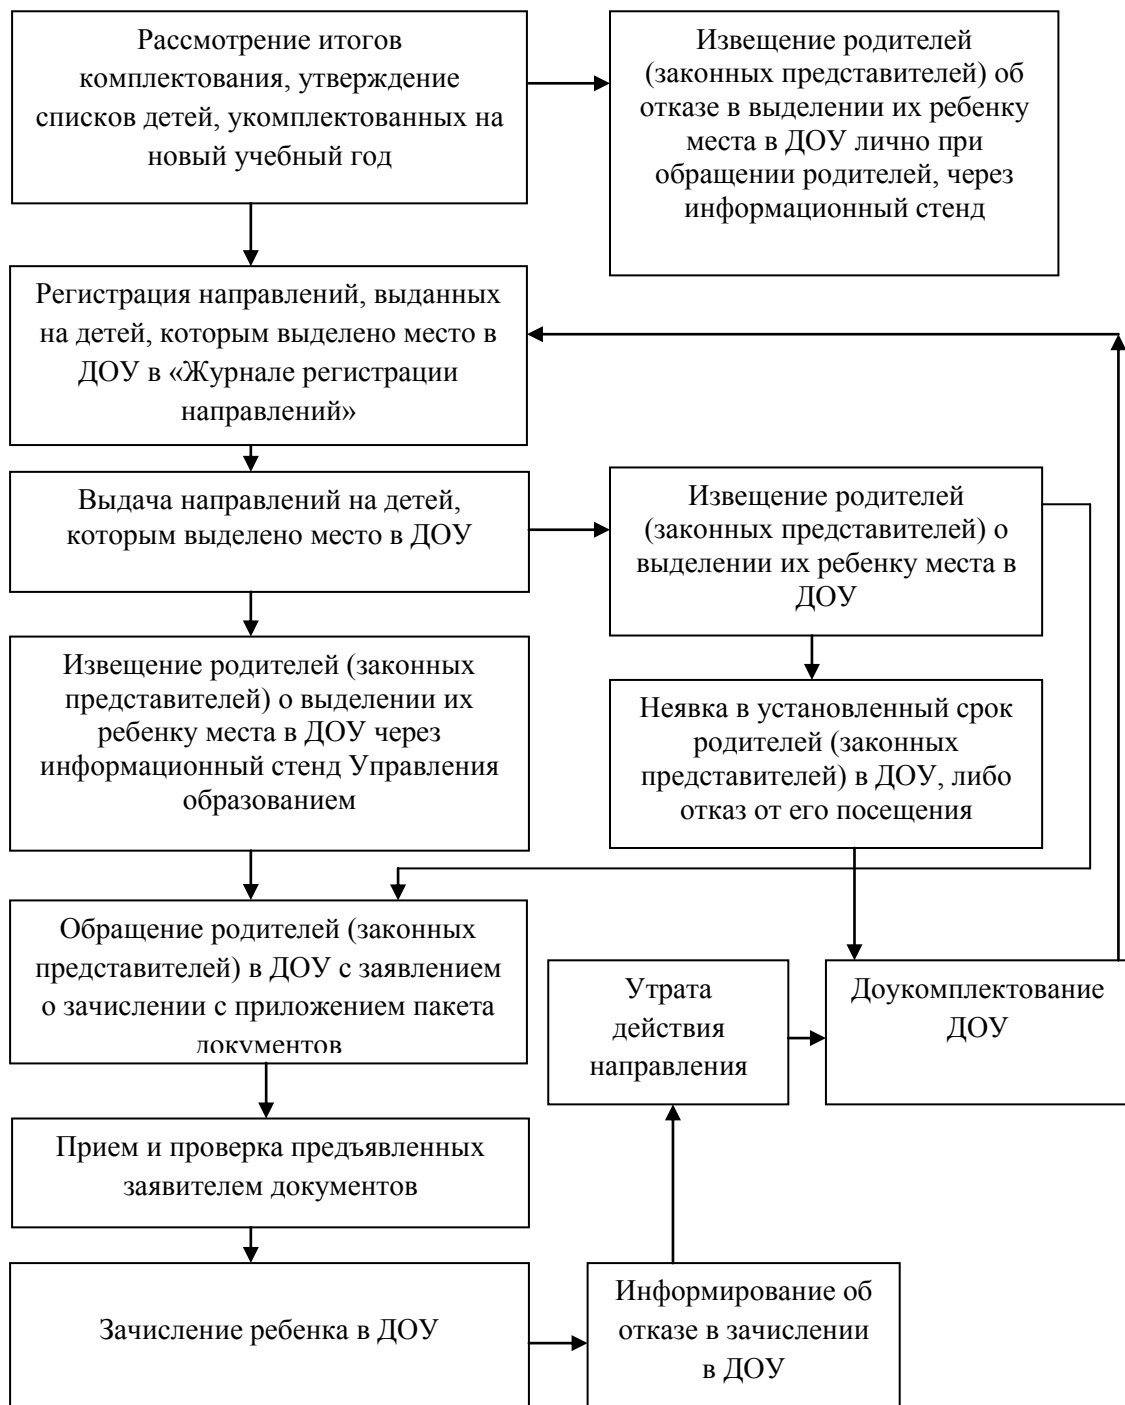 Рассмотрение итогов
комплектования, утверждение
списков детей, укомплектованных на
новый учебный год
Извещение родителей
(законных представителей) об
отказе в выделении их ребенку
места в ДОУ лично при
обращении родителей, через
информационный стенд
Регистрация направлений, выданных
на детей, которым выделено место в
ДОУ в «Журнале регистрации
направлений»
Выдача направлений на детей,
которым выделено место в ДОУ
Извещение родителей
(законных представителей) о
выделении их ребенку места в
ДОУ
Извещение родителей (законных
представителей) о выделении их
ребенку места в ДОУ через
информационный стенд Управления
образованием
Неявка в установленный срок
родителей (законных
представителей) в ДОУ, либо
отказ от его посещения
Обращение родителей (законных
представителей) в ДОУ с заявлением
о зачислении с приложением пакета
документов
Утрата
действия
направления
Доукомплектование
ДОУ
Прием и проверка предъявленных
заявителем документов
Зачисление ребенка в ДОУ
Информирование об
отказе в зачислении
в ДОУ